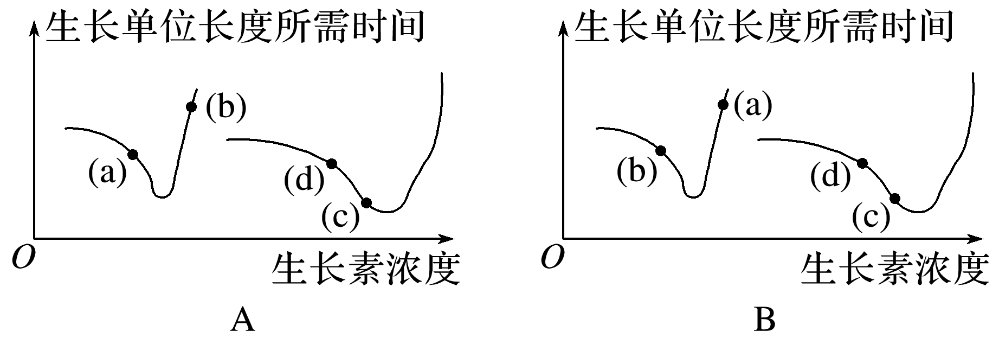 生长单位长度所需时间
(b)
(a)
(d)
(c)
O
生长素浓度
A
生长单位长度所需时间
(a)
(b)
(d)
(c)
O
生长素浓度
B